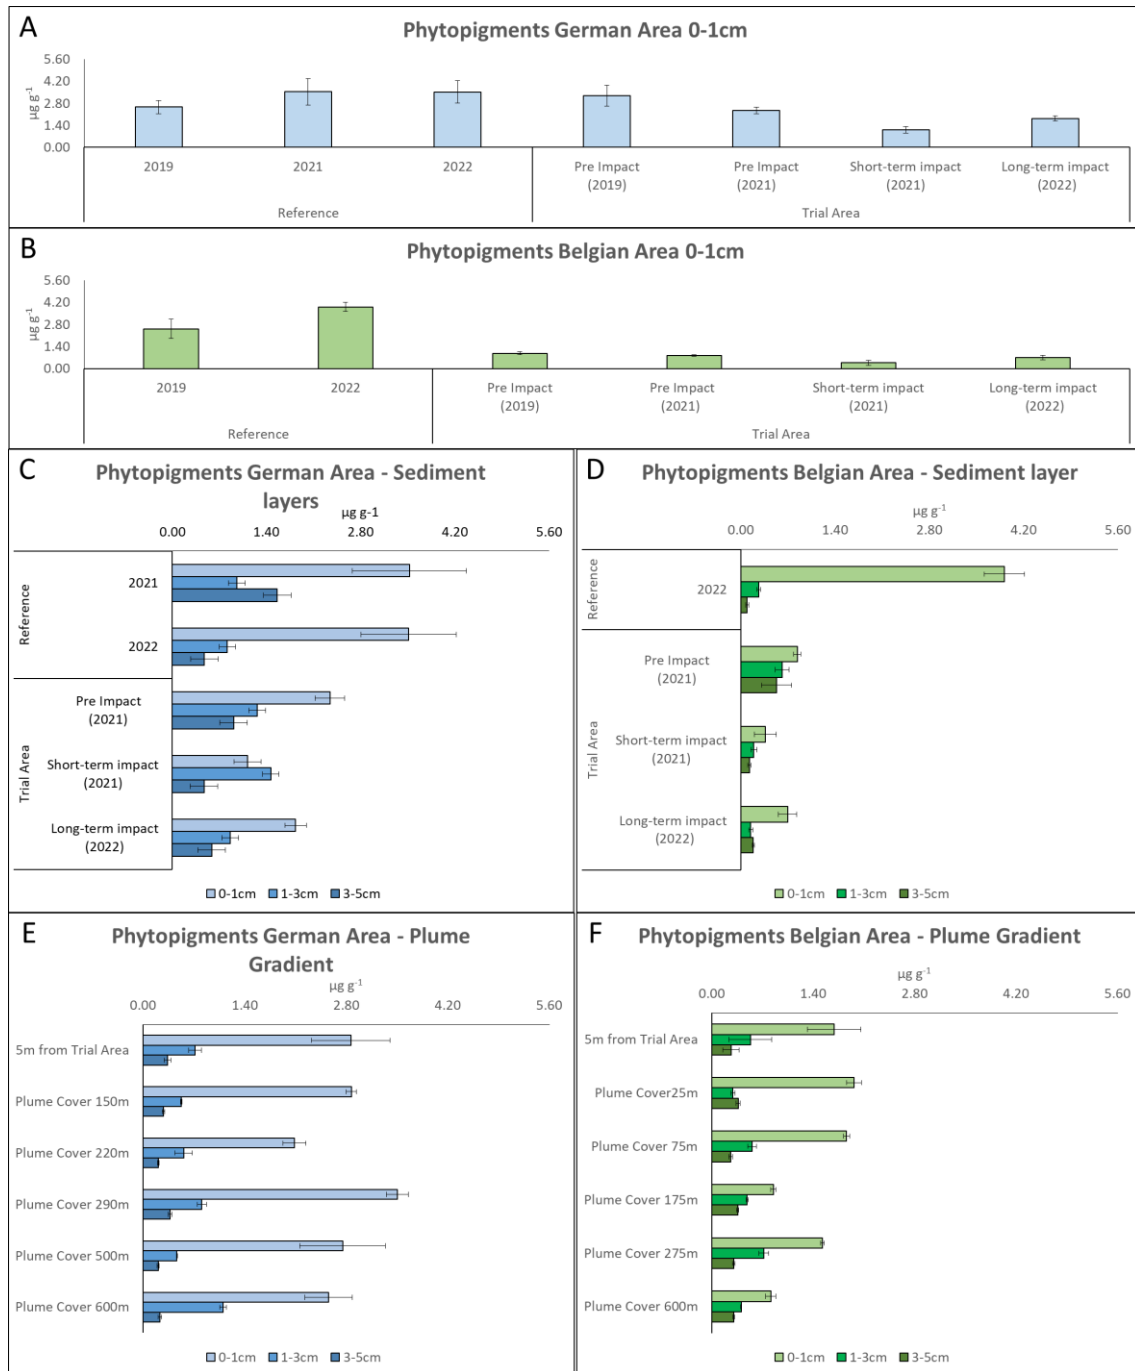 A
Phytopigments German Area 0-1cm
µg g-1
5.60
4.20
2.80
1.40
0.00
2019
2021
2022
Pre Impact
(2019)
Pre Impact
(2021)
Short-term impact
(2021)
Long-term impact
(2022)
Reference
Trial Area
B
Phytopigments Belgian Area 0-1cm
µg g-1
5.60
4.20
2.80
1.40
0.00
2019
2022
Pre Impact
(2019)
Pre Impact
(2021)
Short-term impact
(2021)
Long-term impact
(2022)
Reference
Trial Area
C
Phytopigments German Area - Sediment
layers
µg g-1
0.00 1.40 2.80 4.20 5.60
Reference
2021
2022
Trial Area
Pre Impact
(2021)
Short-term impact
(2021)
Long-term impact
(2022)
0-1cm 1-3cm 3-5cm
D
Phytopigments Belgian Area - Sediment layer
µg g-1
0.00 1.40 2.80 4.20 5.60
Reference
2022
Trial Area
Pre Impact
(2021)
Short-term impact
(2021)
Long-term impact
(2022)
0-1cm 1-3cm 3-5cm
E
Phytopigments German Area - Plume
Gradient
µg g-1
0.00 1.40 2.80 4.20 5.60
5m from Trial Area
Plume Cover 150m
Plume Cover 220m
Plume Cover 290m
Plume Cover 500m
Plume Cover 600m
0-1cm 1-3cm 3-5cm
F
Phytopigments Belgian Area - Plume Gradient
µg g-1
0.00 1.40 2.80 4.20 5.60
5m from Trial Area
Plume Cover25m
Plume Cover 75m
Plume Cover 175m
Plume Cover 275m
Plume Cover 600m
0-1cm 1-3cm 3-5cm